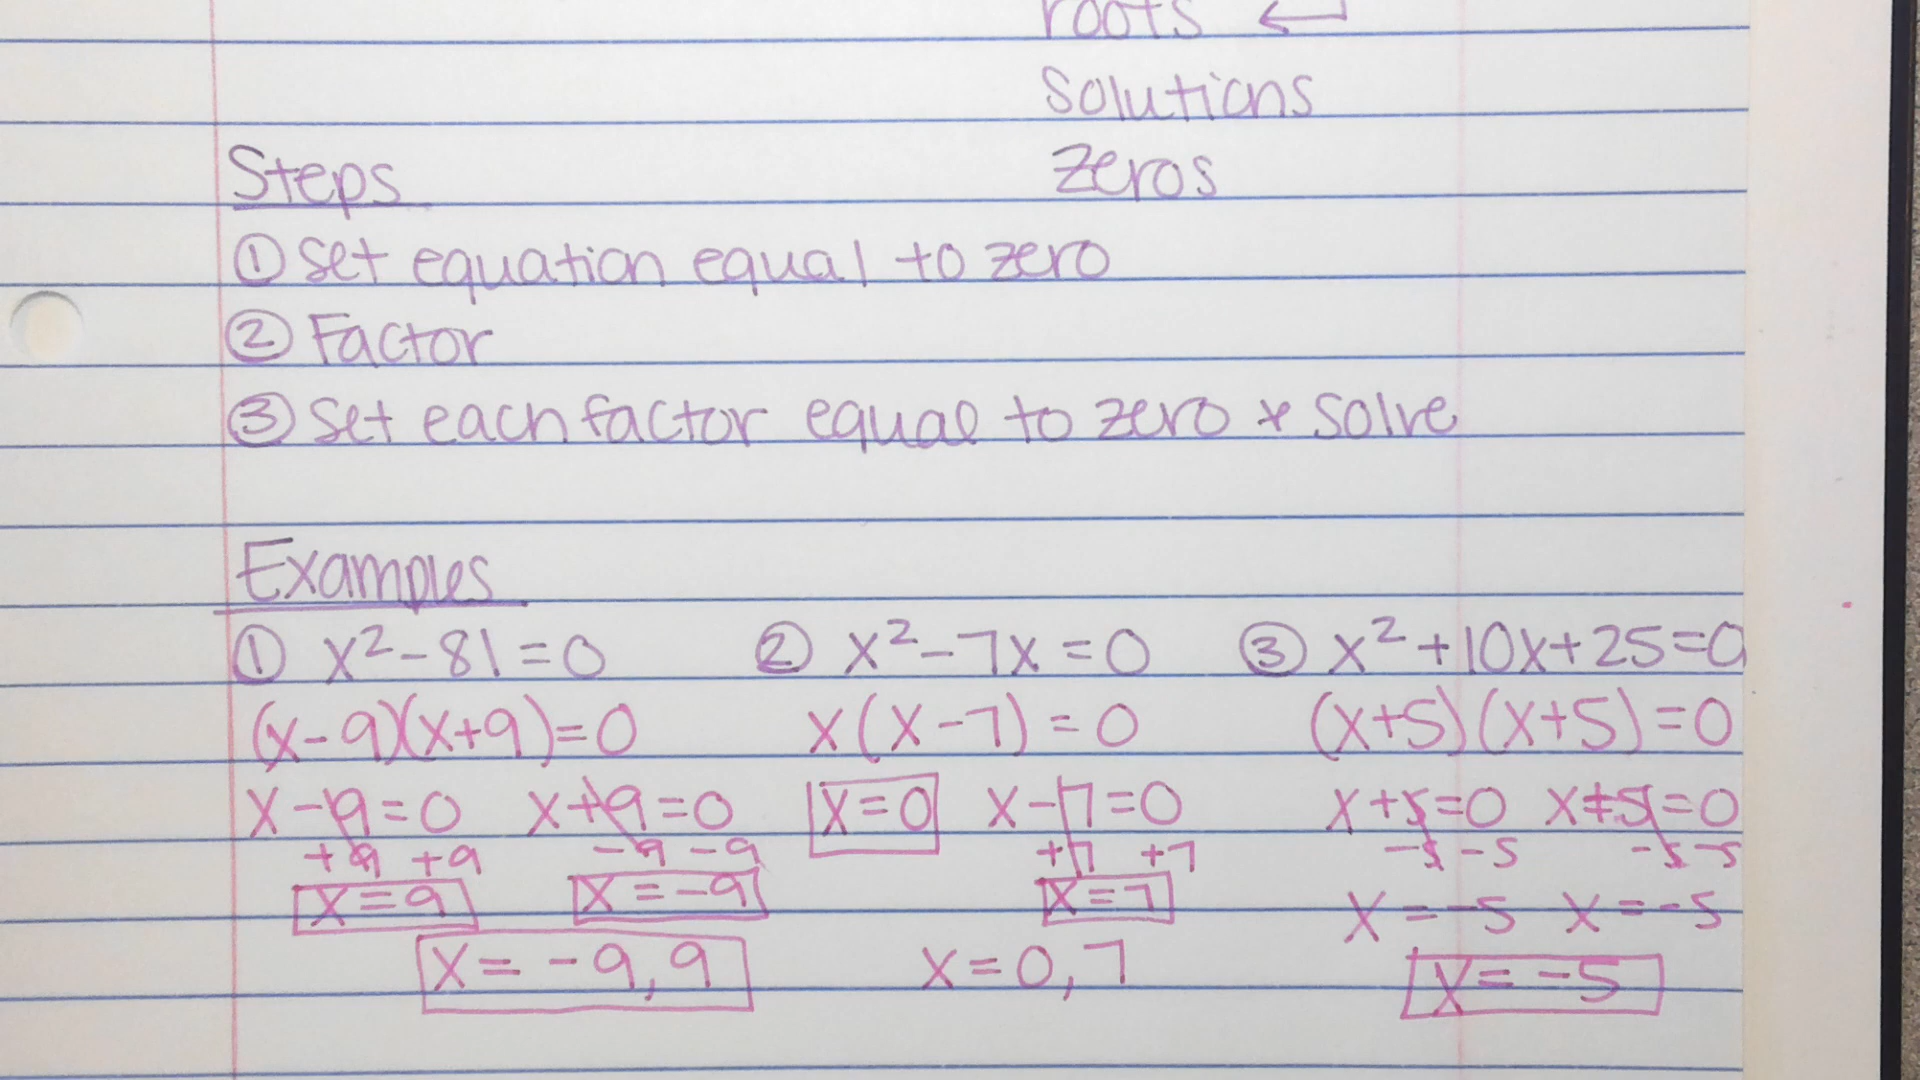 roots ←
solutions
Steps zeros
① set equation equal to zero
② Factor
③ set each factor equal to zero & solve
Examples
① x²-81=0 ② x²-7x=0 ③ x²+10x+25=0
(x-9)(x+9)=0 x(x-7)=0 (x+5)(x+5)=0
x-9=0 x+9=0 x=0 x-7=0 x+5=0 x+5=0
+9 +9 -9 -9 +7 +7 -5 -5 -5 -5
x=9 x=-9 x=7 x=-5 x=-5
x=-9,9 x=0,7 x=-5